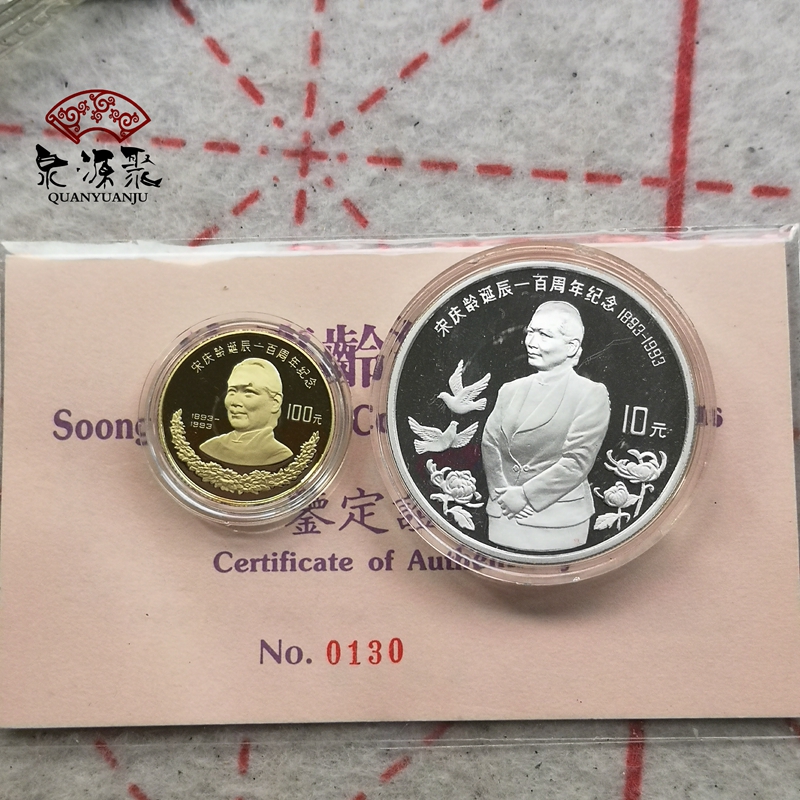 泉源聚
QUANYUANJU
宋庆龄诞辰一百周年纪念
1893-
1993
100元
宋庆龄诞辰一百周年纪念 1893-1993
10元
齡
Soong
鑒定
Certificate of
No. 0130